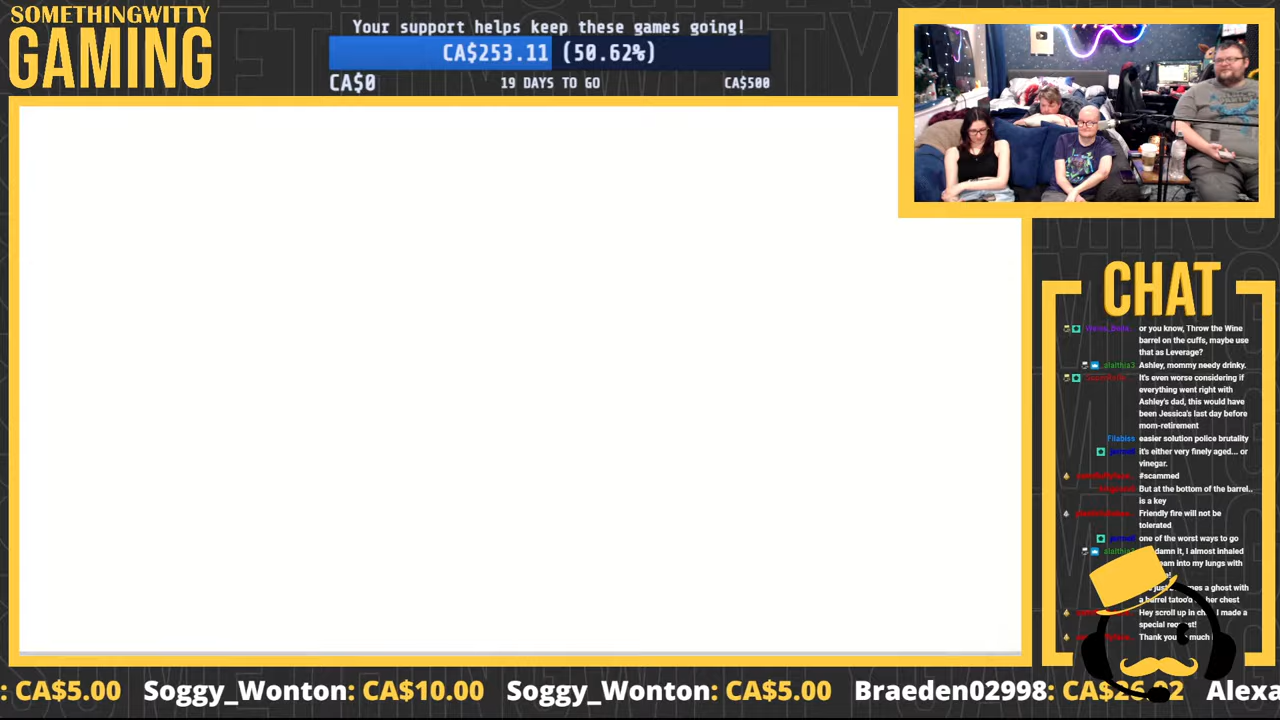 SOMETHINGWITTY
GAMING
Your support helps keep these games going!
CA$253.11 (50.62%)
CA$0
19 DAYS TO GO
CA$500
CHAT
or you know, Throw the Wine
barrel on the cuffs, maybe use
that as Leverage?
Ashley, mommy needy drinky.
It's even worse considering if
everything went right with
Ashley's dad, this would have
been Jessica's last day before
mom-retirement
Filabiss easier solution police brutality
it's either very finely aged... or
vinegar.
#scammed
But at the bottom of the barrel..
is a key
Friendly fire will not be
tolerated
one of the worst ways to go
damn it, I almost inhaled
into my lungs with
a ghost with
a barrel
her chest
Hey scroll up in
I made a
special
Thank
much
: CA$5.00 Soggy_Wonton: CA$10.00 Soggy_Wonton: CA$5.00 Braeden02998: Alexa